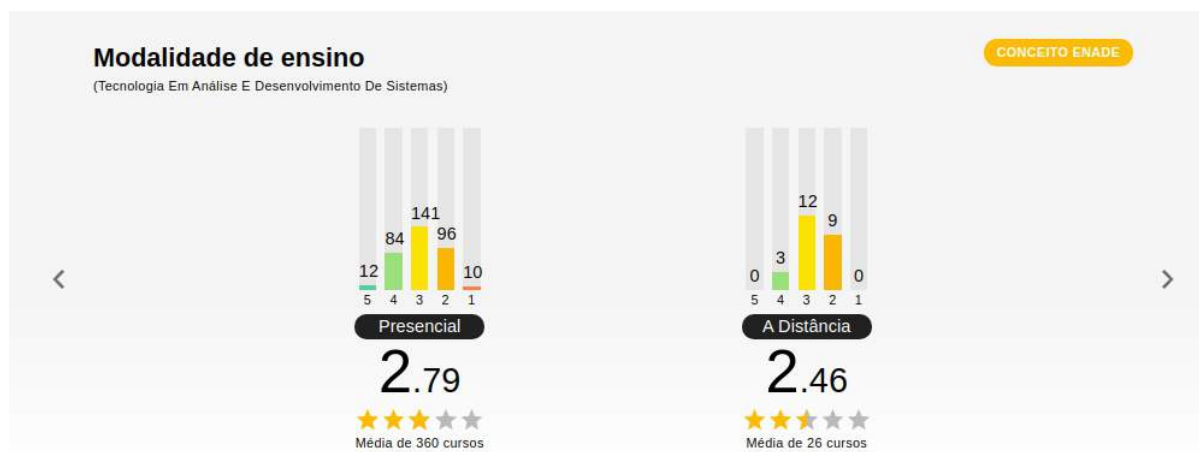 Modalidade de ensino
CONCEITO ENADE
(Tecnologia Em Análise E Desenvolvimento De Sistemas)
12 84 141 96 10
5 4 3 2 1
Presencial
2.79
Média de 360 cursos
0 3 12 9 0
5 4 3 2 1
A Distância
2.46
Média de 26 cursos